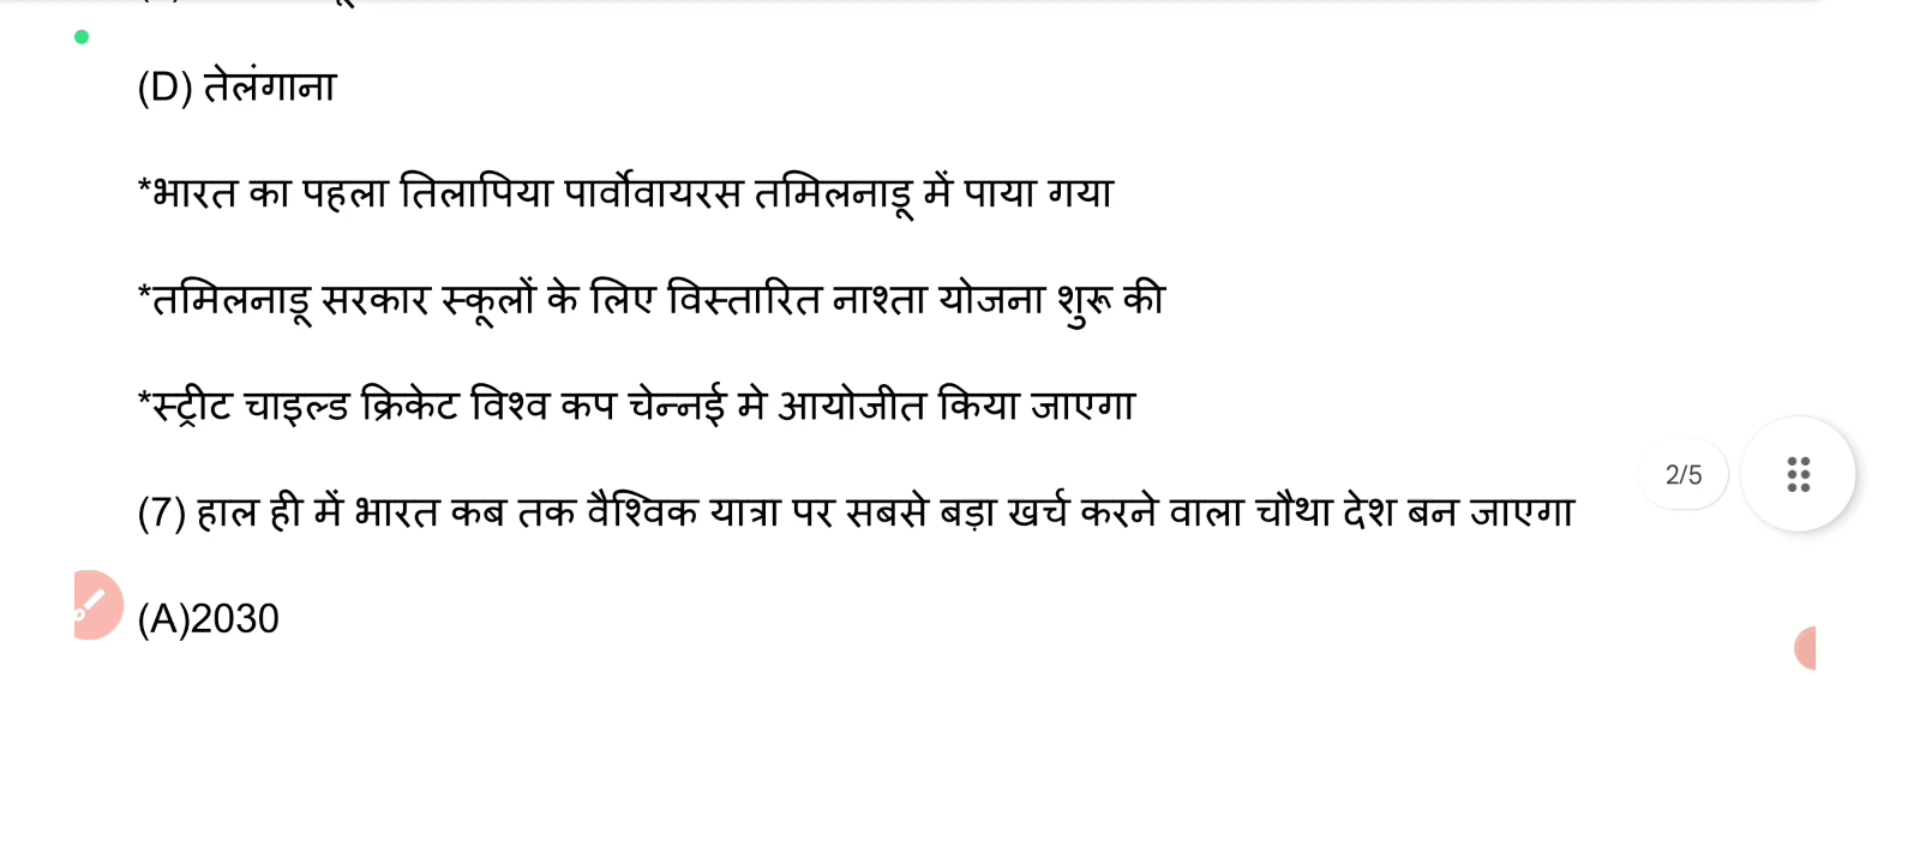 (D) तेलंगाना
*भारत का पहला तिलापिया पार्वोवायरस तमिलनाडू में पाया गया
*तमिलनाडू सरकार स्कूलों के लिए विस्तारित नाश्ता योजना शुरू की
*स्ट्रीट चाइल्ड क्रिकेट विश्व कप चेन्नई मे आयोजीत किया जाएगा
2/5
(7) हाल ही में भारत कब तक वैश्विक यात्रा पर सबसे बड़ा खर्च करने वाला चौथा देश बन जाएगा
(A)2030